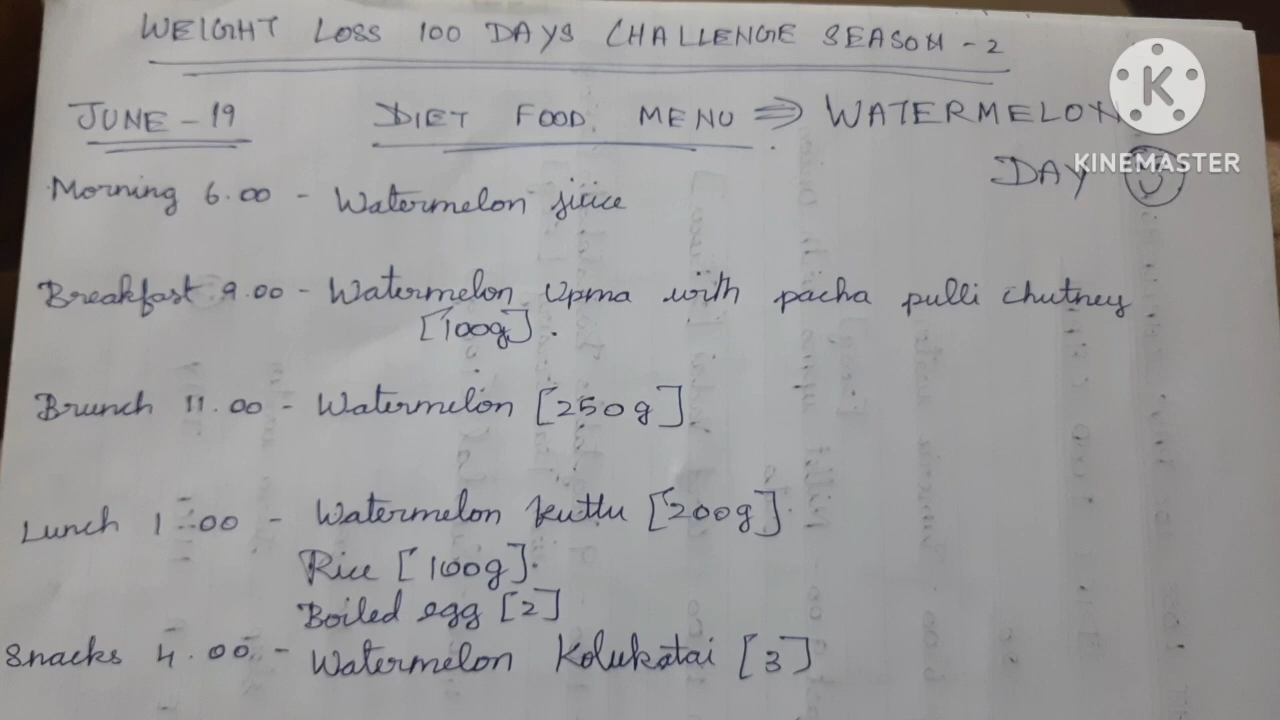 WEIGHT LOSS 100 DAYS CHALLENGE SEASON - 2
JUNE - 19 DIET FOOD MENU ⇒ WATERMELON
DAY
KINEMASTER
Morning 6.00 - Watermelon juice
Breakfast 9.00 - Watermelon Upma with pacha pulli chutney
[100g].
Brunch 11.00 - Watermelon [250g]
Lunch 1.00 - Watermelon kuttu [200g].
Rice [100g].
Boiled egg [2]
Snacks 4.00 - Watermelon Kolukatai [3]